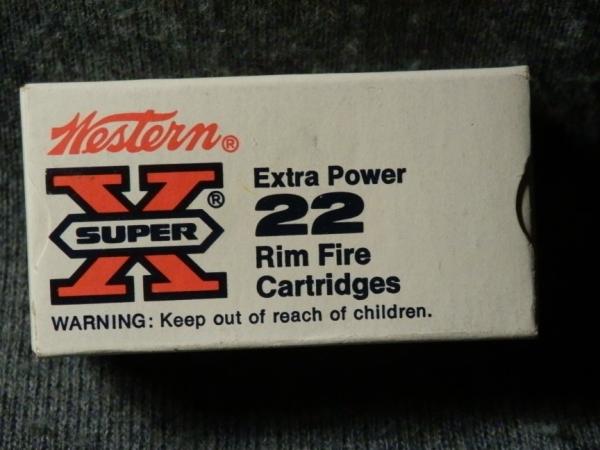 Western®
SUPER X®
Extra Power
22
Rim Fire
Cartridges
WARNING: Keep out of reach of children.